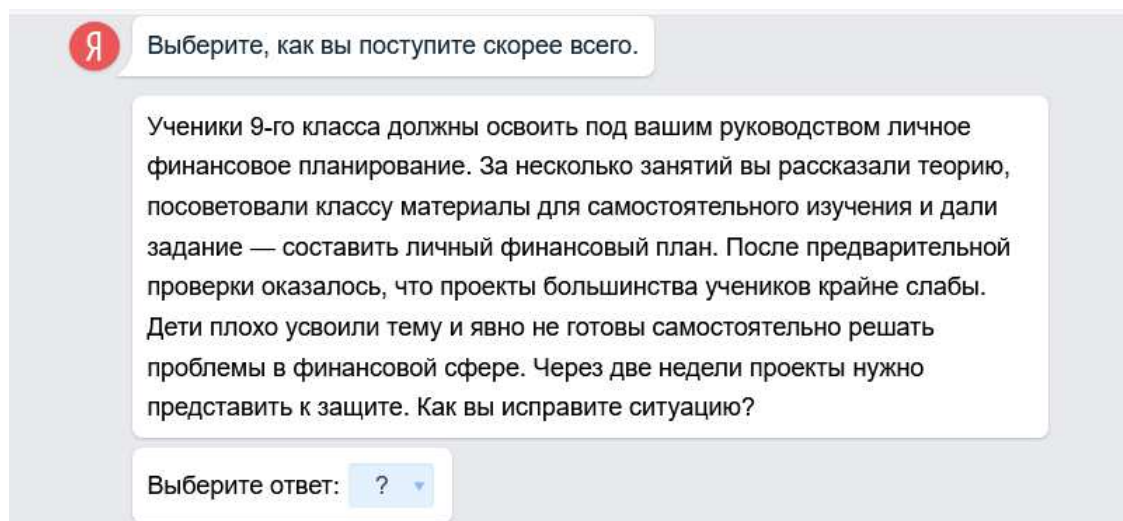 Я
Выберите, как вы поступите скорее всего.
Ученики 9-го класса должны освоить под вашим руководством личное
финансовое планирование. За несколько занятий вы рассказали теорию,
посоветовали классу материалы для самостоятельного изучения и дали
задание — составить личный финансовый план. После предварительной
проверки оказалось, что проекты большинства учеников крайне слабы.
Дети плохо усвоили тему и явно не готовы самостоятельно решать
проблемы в финансовой сфере. Через две недели проекты нужно
представить к защите. Как вы исправите ситуацию?
Выберите ответ: ?